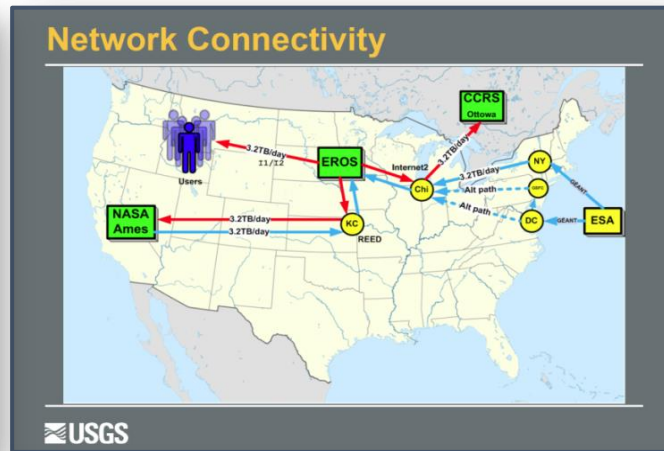 Network Connectivity
CCRS
Ottowa
3.2TB/day
3.2TB/day
I1/I2
Users
EROS
Internet2
Chi
3.2TB/day
NY
Alt path
Alt path
GEANT
DC
GEANT
ESA
NASA
Ames
3.2TB/day
3.2TB/day
KC
REED
USGS